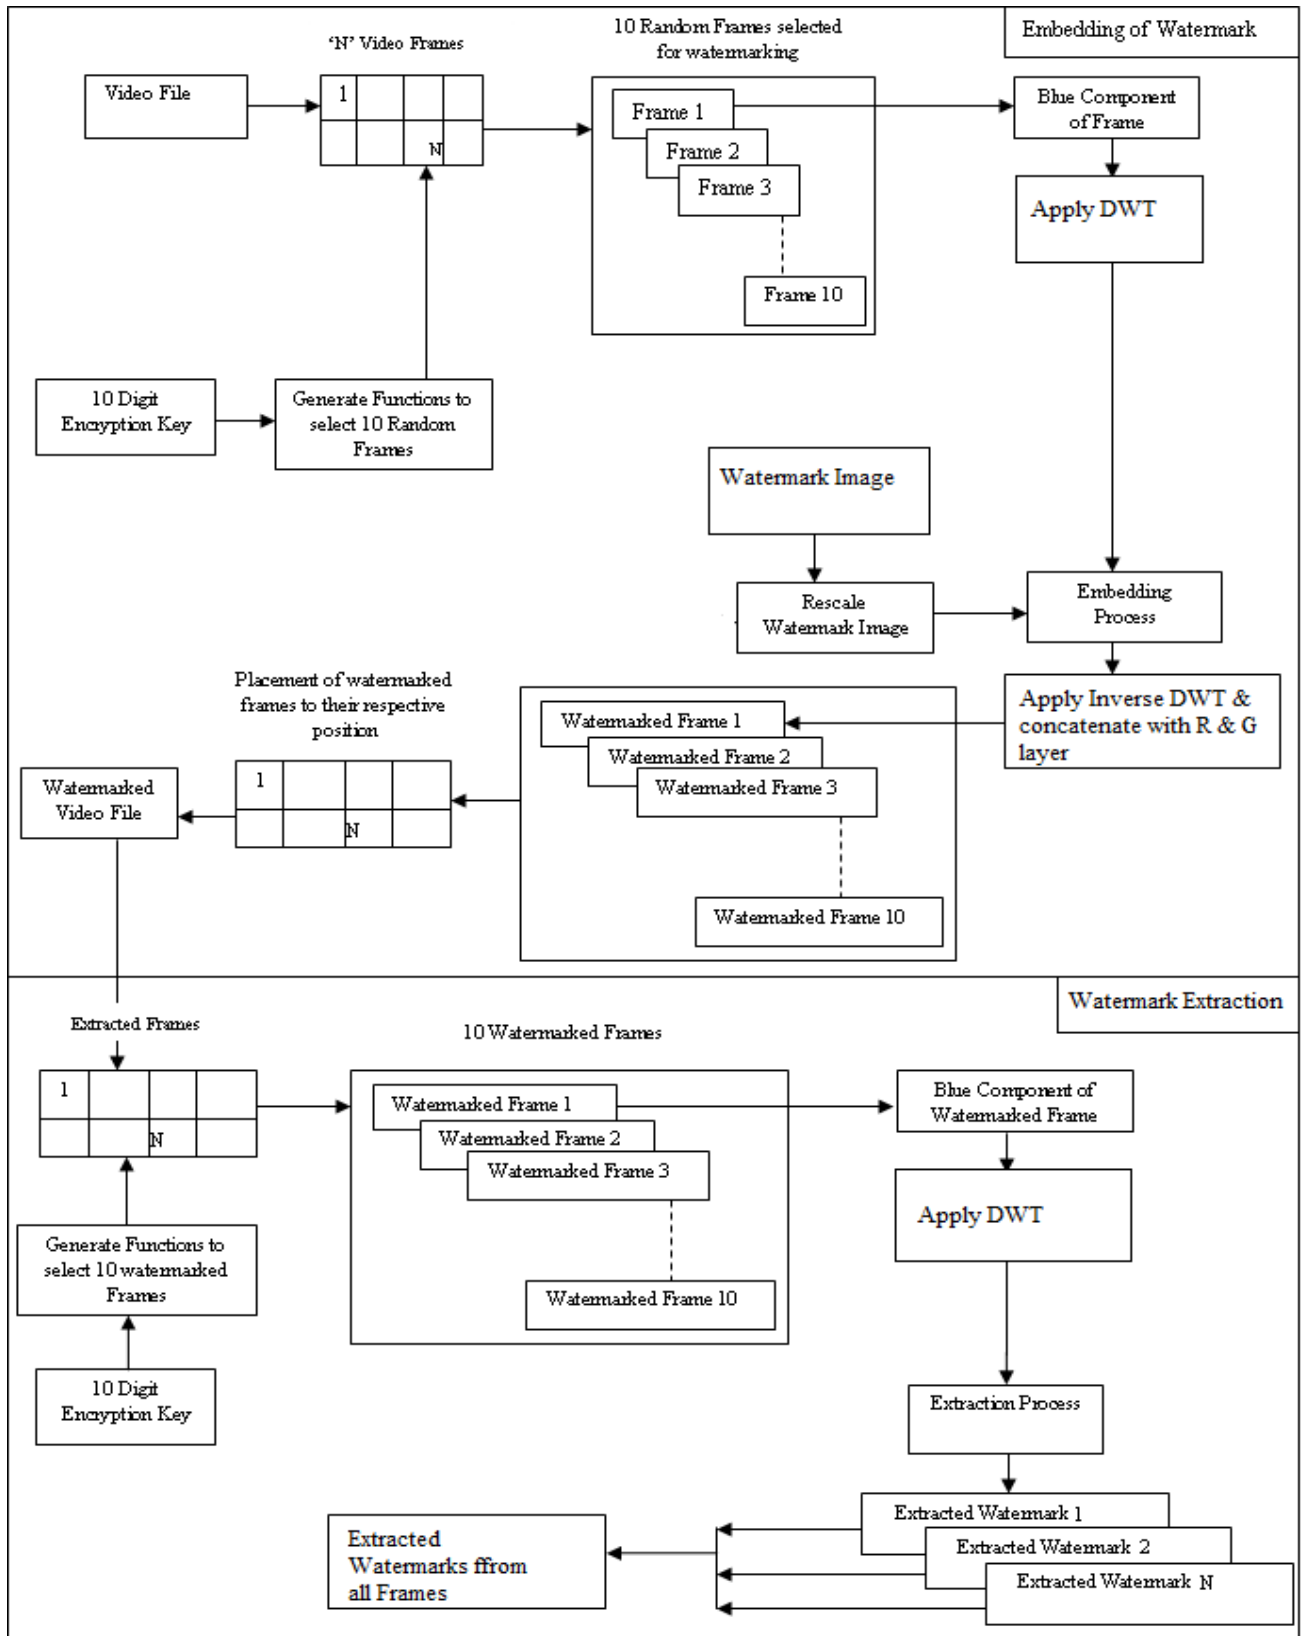 10 Random Frames selected
for watermarking
Embedding of Watermark
'N' Video Frames
Video File
1
N
Frame 1
Frame 2
Frame 3
Frame 10
Blue Component
of Frame
Apply DWT
10 Digit
Encryption Key
Generate Functions to
select 10 Random
Frames
Watermark Image
Rescale
Watermark Image
Embedding
Process
Apply Inverse DWT &
concatenate with R & G
layer
Placement of watermarked
frames to their respective
position
Watermarked Frame 1
Watermarked Frame 2
Watermarked Frame 3
Watermarked Frame 10
1
N
Watermarked
Video File
Watermark Extraction
Extracted Frames
1
N
10 Watermarked Frames
Watermarked Frame 1
Watermarked Frame 2
Watermarked Frame 3
Watermarked Frame 10
Blue Component of
Watermarked Frame
Apply DWT
Generate Functions to
select 10 watermarked
Frames
10 Digit
Encryption Key
Extraction Process
Extracted Watermark 1
Extracted Watermark 2
Extracted Watermark N
Extracted
Watermarks ffrom
all Frames